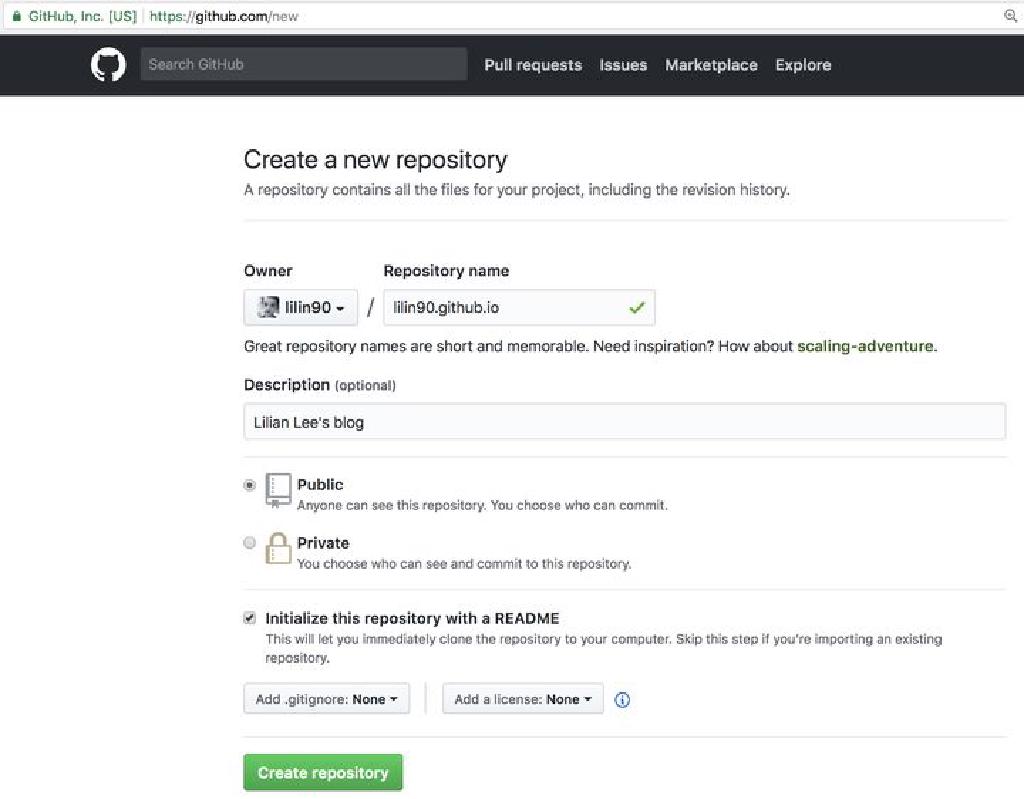 GitHub, Inc. [US] https://github.com/new
Search GitHub Pull requests Issues Marketplace Explore
Create a new repository
A repository contains all the files for your project, including the revision history.
Owner Repository name
lilin90 / lilin90.github.io
Great repository names are short and memorable. Need inspiration? How about scaling-adventure.
Description (optional)
Lilian Lee's blog
Public
Anyone can see this repository. You choose who can commit.
Private
You choose who can see and commit to this repository.
Initialize this repository with a README
This will let you immediately clone the repository to your computer. Skip this step if you're importing an existing
repository.
Add .gitignore: None Add a license: None
Create repository